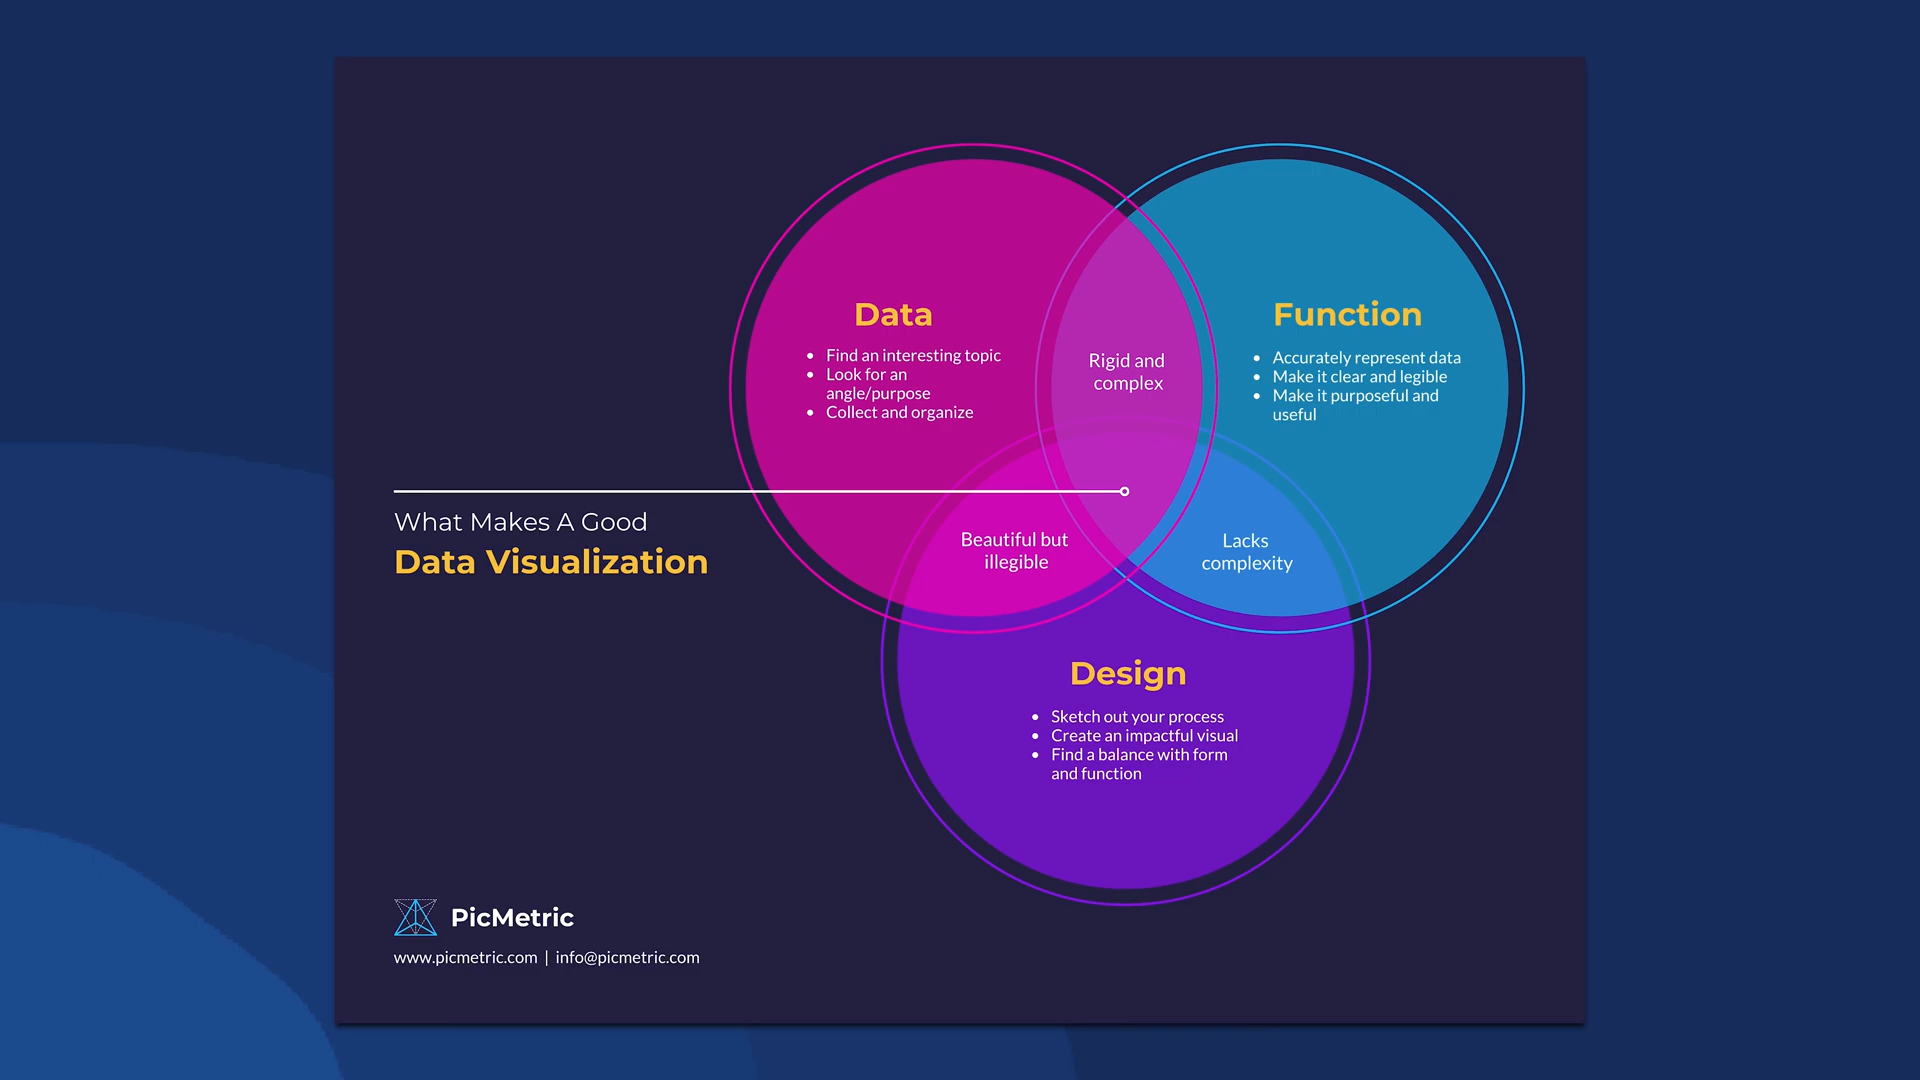 Data
• Find an interesting topic
• Look for an
angle/purpose
• Collect and organize
Rigid and
complex
Function
• Accurately represent data
• Make it clear and legible
• Make it purposeful and
useful
What Makes A Good
Data Visualization
Beautiful but
illegible
Lacks
complexity
Design
• Sketch out your process
• Create an impactful visual
• Find a balance with form
and function
PicMetric
www.picmetric.com | info@picmetric.com